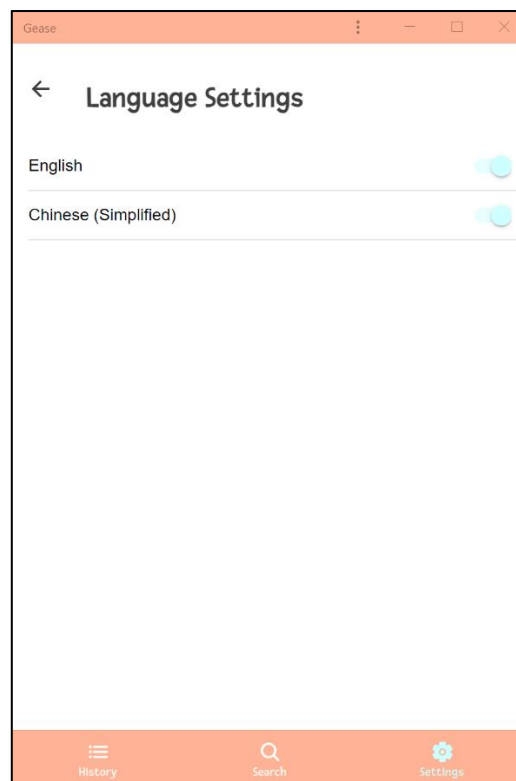 Gease
Language Settings
English
Chinese (Simplified)
History
Search
Settings